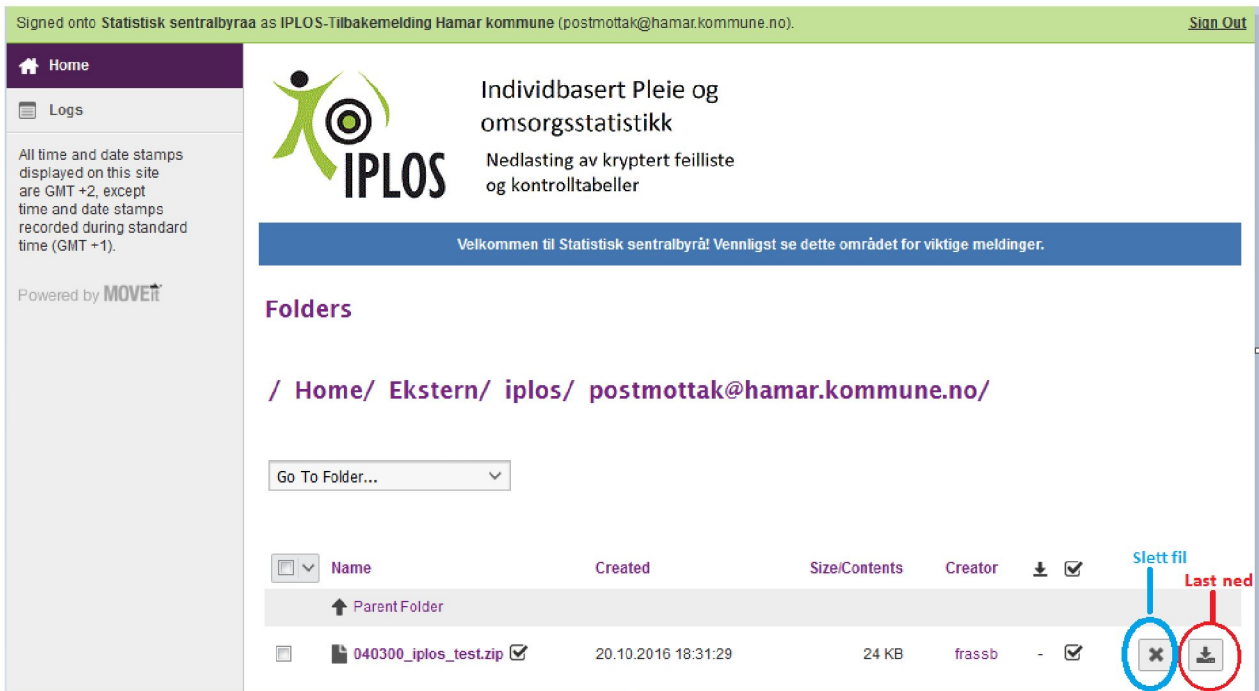 Signed onto Statistisk sentralbyraa as IPLOS-Tilbakemelding Hamar kommune (postmottak@hamar.kommune.no).
Sign Out
Home
Logs
All time and date stamps
displayed on this site
are GMT +2, except
time and date stamps
recorded during standard
time (GMT +1).
Powered by MOVEit
IPLOS
Individbasert Pleie og
omsorgsstatistikk
Nedlasting av kryptert feilliste
og kontrolltabeller
Velkommen til Statistisk sentralbyrå! Vennligst se dette området for viktige meldinger.
Folders
/ Home/ Ekstern/ iplos/ postmottak@hamar.kommune.no/
Go To Folder...
Name Created Size/Contents Creator
Slett fil
Last ned
Parent Folder
040300_iplos_test.zip 20.10.2016 18:31:29 24 KB frassb -